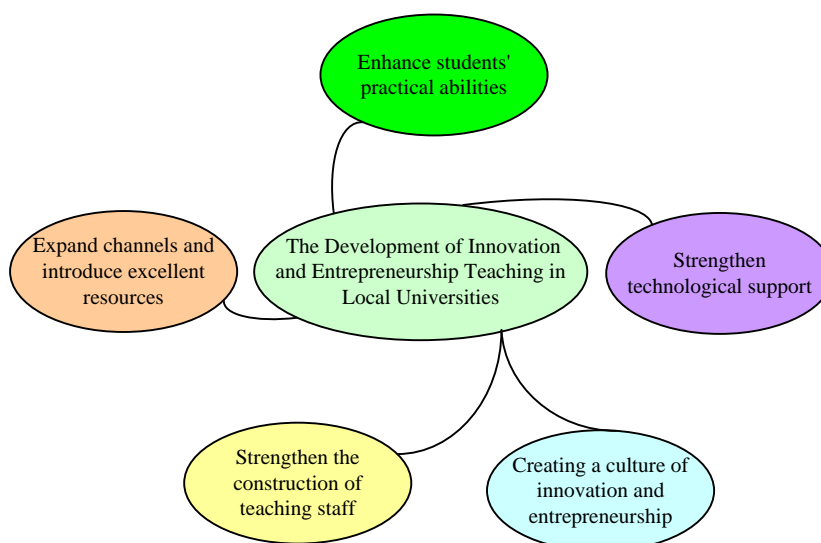 Enhance students'
practical abilities
Expand channels and
introduce excellent
resources
The Development of Innovation
and Entrepreneurship Teaching in
Local Universities
Strengthen
technological support
Strengthen the
construction of
teaching staff
Creating a culture of
innovation and
entrepreneurship